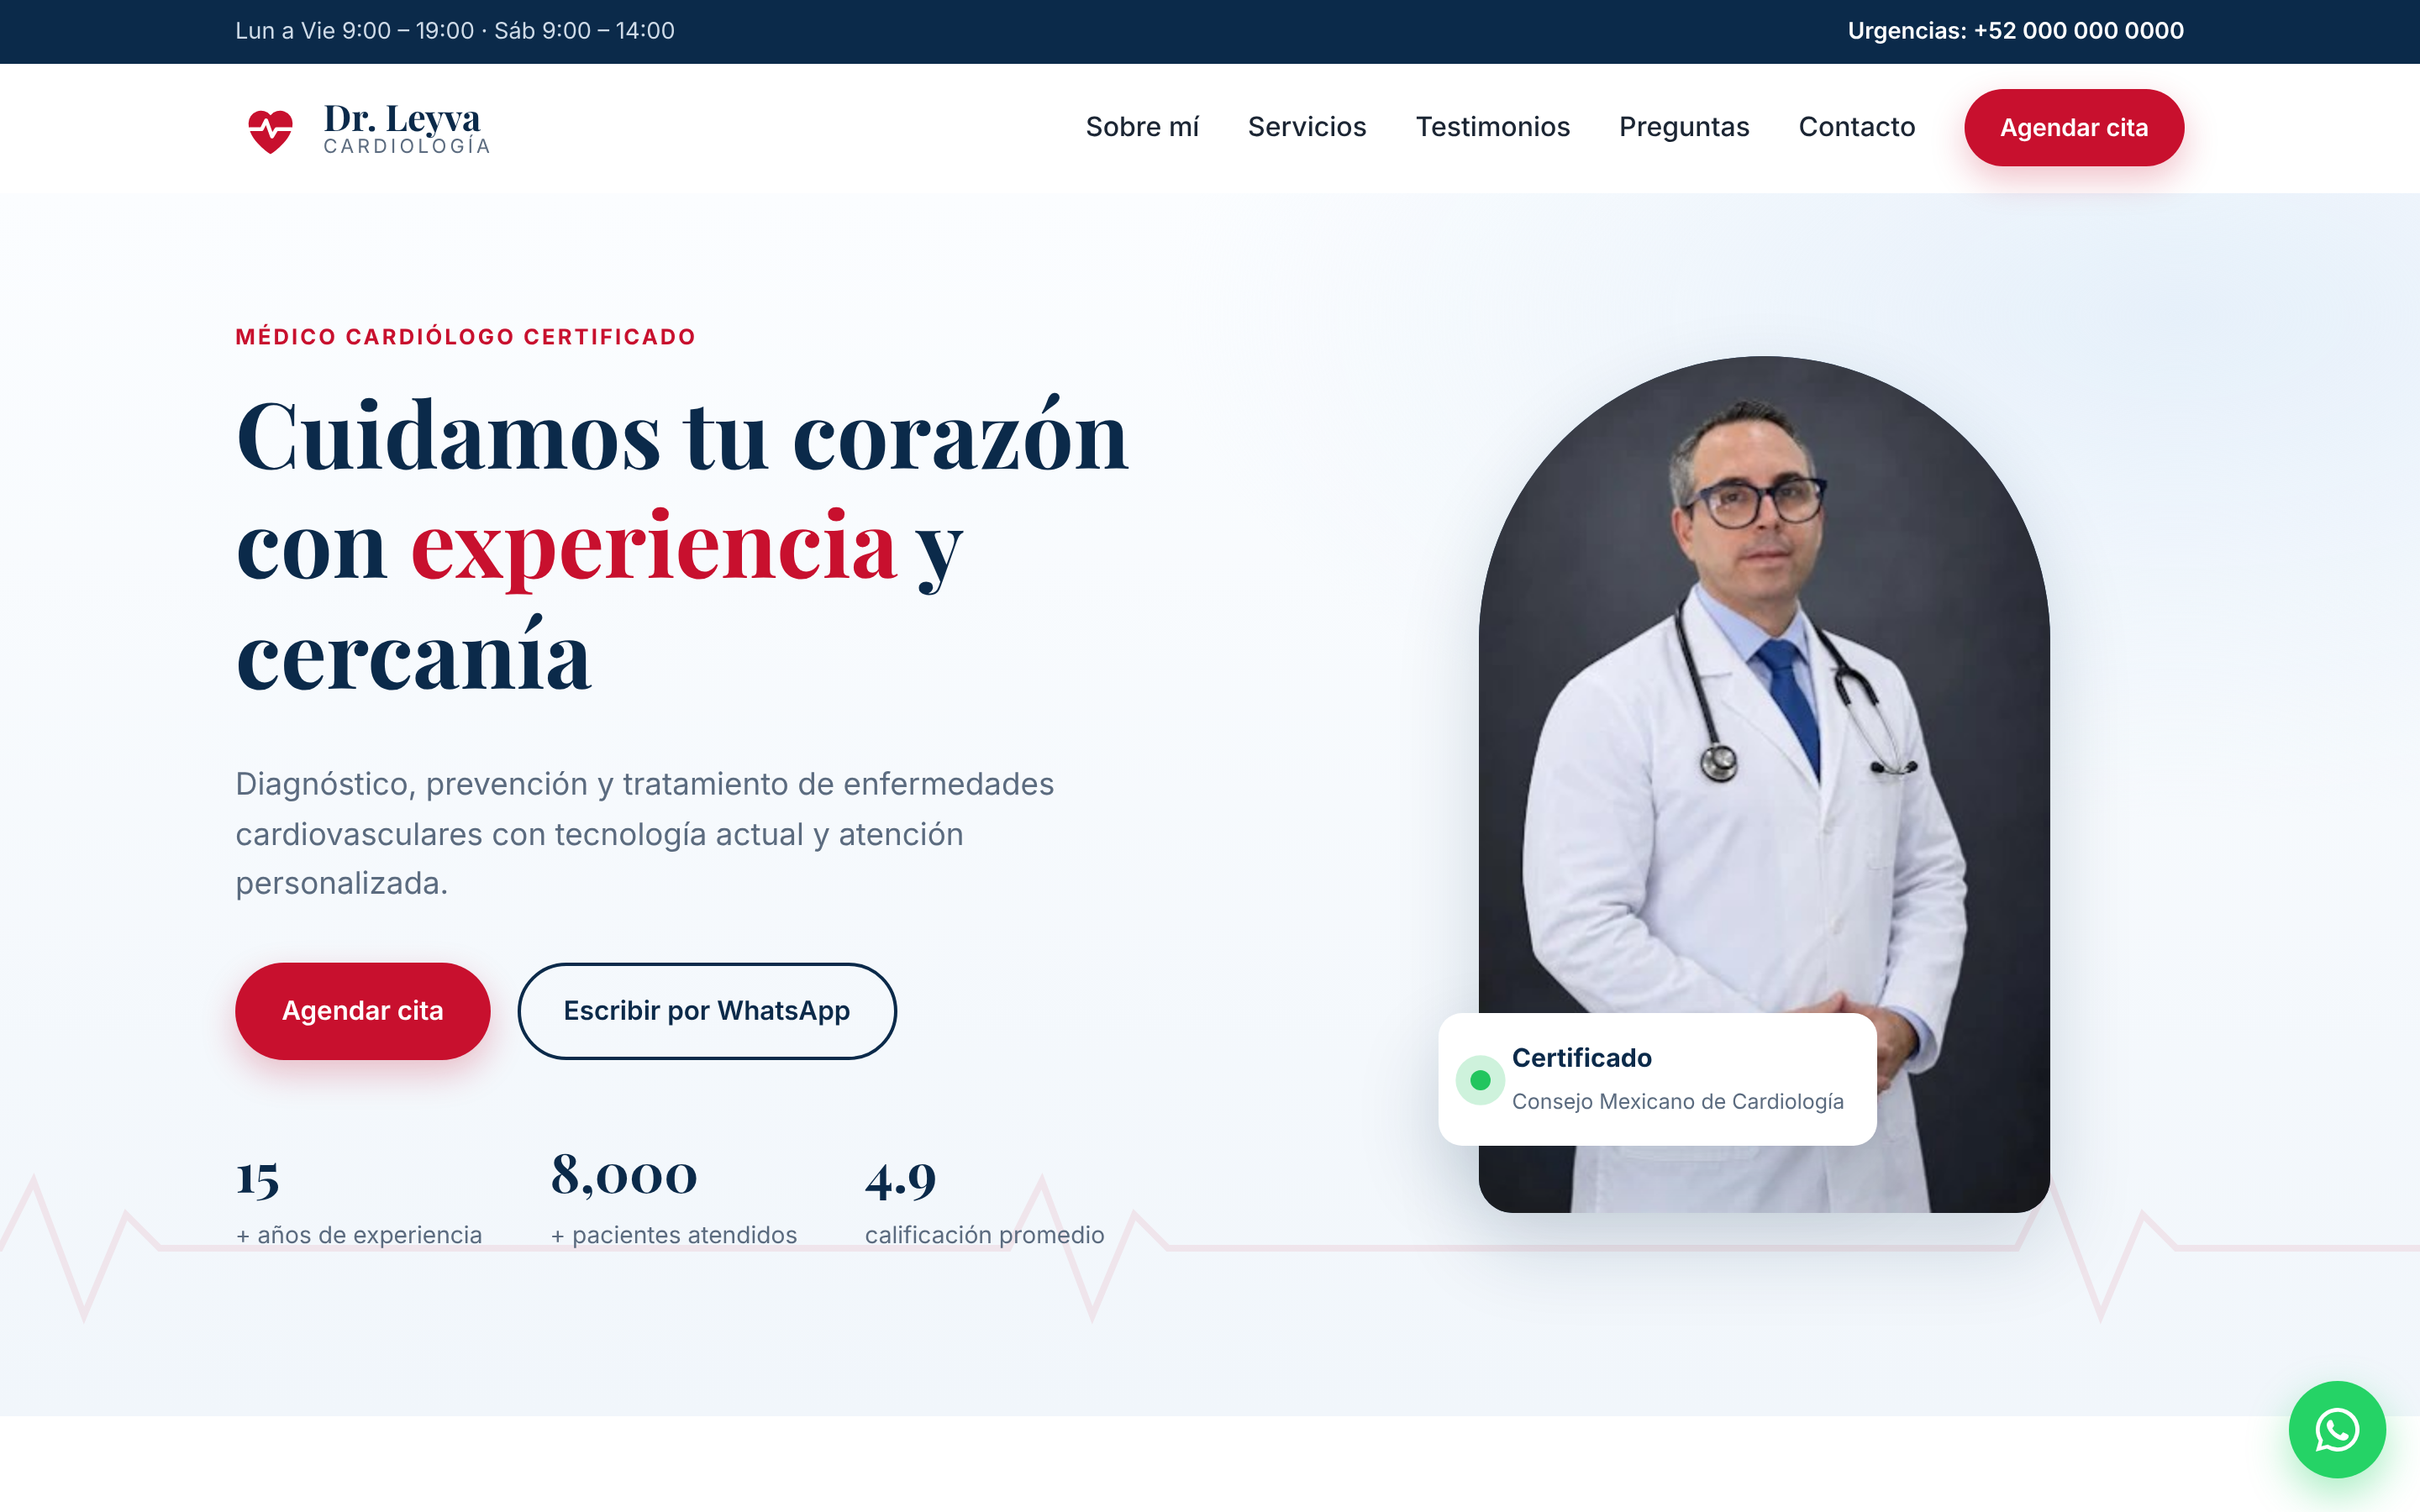 Lun a Vie 9:00 – 19:00 · Sáb 9:00 – 14:00
Urgencias: +52 000 000 0000
Dr. Leyva
CARDIOLOGÍA
Sobre mí
Servicios
Testimonios
Preguntas
Contacto
Agendar cita
MÉDICO CARDIÓLOGO CERTIFICADO
Cuidamos tu corazón
con experiencia y
cercanía
Diagnóstico, prevención y tratamiento de enfermedades
cardiovasculares con tecnología actual y atención
personalizada.
Agendar cita
Escribir por WhatsApp
15
+ años de experiencia
8,000
+ pacientes atendidos
4.9
calificación promedio
Certificado
Consejo Mexicano de Cardiología